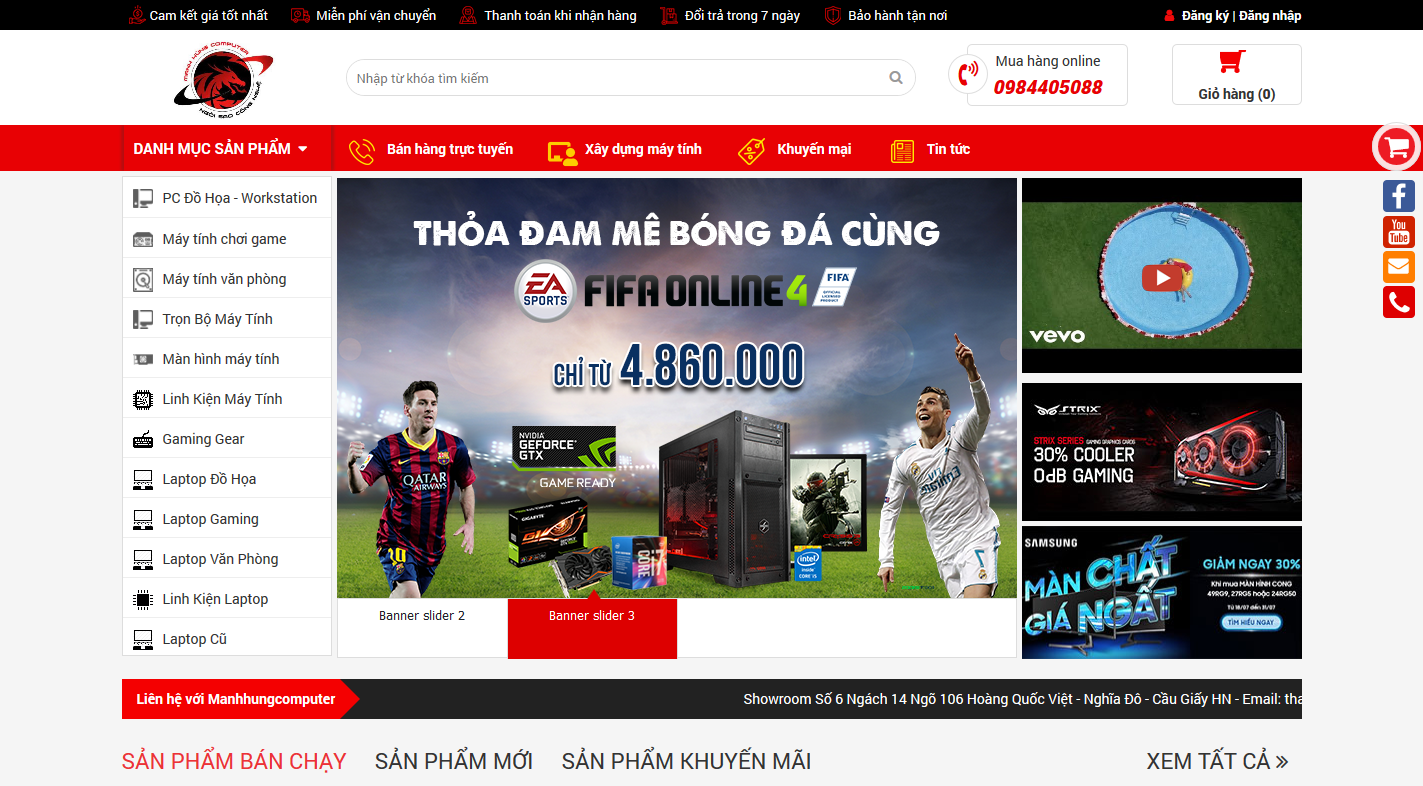 Cam kết giá tốt nhất
Miễn phí vận chuyển
Thanh toán khi nhận hàng
Đổi trả trong 7 ngày
Bảo hành tận nơi
Đăng ký | Đăng nhập
MẠNH HÙNG COMPUTER
NGÔI SAO CÔNG NGHỆ
Nhập từ khóa tìm kiếm
Mua hàng online
0984405088
Giỏ hàng (0)
DANH MỤC SẢN PHẨM
Bán hàng trực tuyến
Xây dựng máy tính
Khuyến mại
Tin tức
PC Đồ Họa - Workstation
Máy tính chơi game
Máy tính văn phòng
Trọn Bộ Máy Tính
Màn hình máy tính
Linh Kiện Máy Tính
Gaming Gear
Laptop Đồ Họa
Laptop Gaming
Laptop Văn Phòng
Linh Kiện Laptop
Laptop Cũ
THỎA ĐAM MÊ BÓNG ĐÁ CÙNG
EA SPORTS
FIFA ONLINE 4
FIFA
OFFICIAL LICENSED PRODUCT
CHỈ TỪ 4.860.000
NVIDIA
GEFORCE
GTX
GAME READY
QATAR
AIRWAYS
10
GIGABYTE
G1
CORE i7
intel
CORE i5
Fly
Emirates
7
Banner slider 2
Banner slider 3
vevo
STRIX
STRIX SERIES GAMING GRAPHICS CARDS
30% COOLER
0dB GAMING
SAMSUNG
MÀN CHẤT
GIÁ NGẤT
GIẢM NGAY 30%
Khi mua MÀN HÌNH CONG
49RG9, 27RG5 hoặc 24RG50
Từ 18/07 đến 31/07
TÌM HIỂU NGAY
You
Tube
Liên hệ với Manhhungcomputer
Showroom Số 6 Ngách 14 Ngõ 106 Hoàng Quốc Việt - Nghĩa Đô - Cầu Giấy HN - Email: tha
SẢN PHẨM BÁN CHẠY
SẢN PHẨM MỚI
SẢN PHẨM KHUYẾN MÃI
XEM TẤT CẢ »